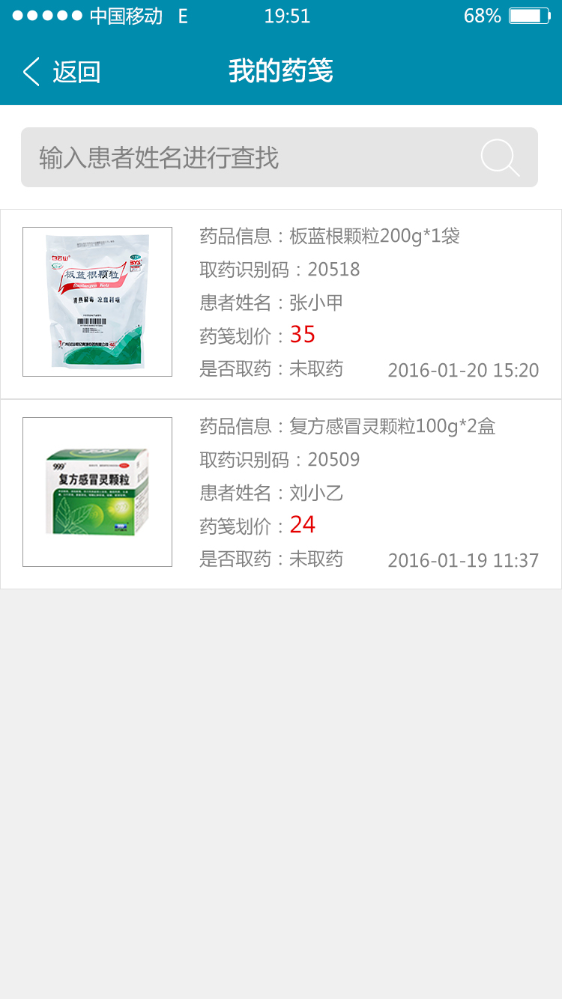 中国移动 E 19:51 68%
返回 我的药笺
输入患者姓名进行查找
药品信息：板蓝根颗粒200g*1袋
取药识别码：20518
患者姓名：张小甲
药笺划价：35
是否取药：未取药 2016-01-20 15:20
白云山
板蓝根颗粒
Banlangen Keli
清热解毒 凉血利咽
药品信息：复方感冒灵颗粒100g*2盒
取药识别码：20509
患者姓名：刘小乙
药笺划价：24
是否取药：未取药 2016-01-19 11:37
999
复方感冒灵颗粒